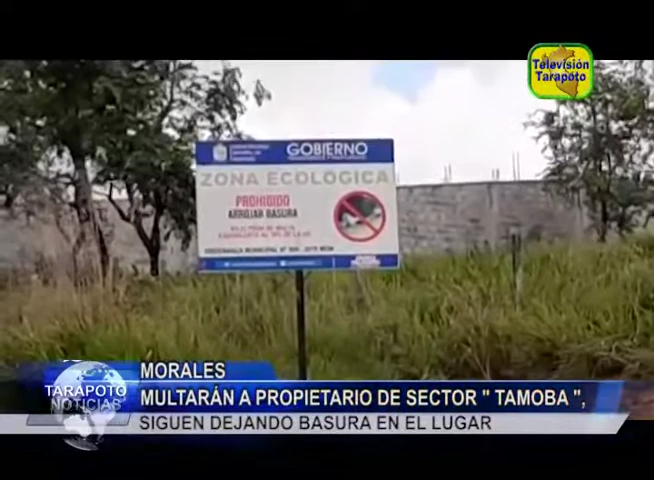 Televisión
Tarapoto
GOBIERNO
ZONA ECOLOGICA
PROHIBIDO
ARROJAR BASURA
MORALES
TARAPOTO
NOTICIAS
MULTARÁN A PROPIETARIO DE SECTOR " TAMOBA ",
SIGUEN DEJANDO BASURA EN EL LUGAR